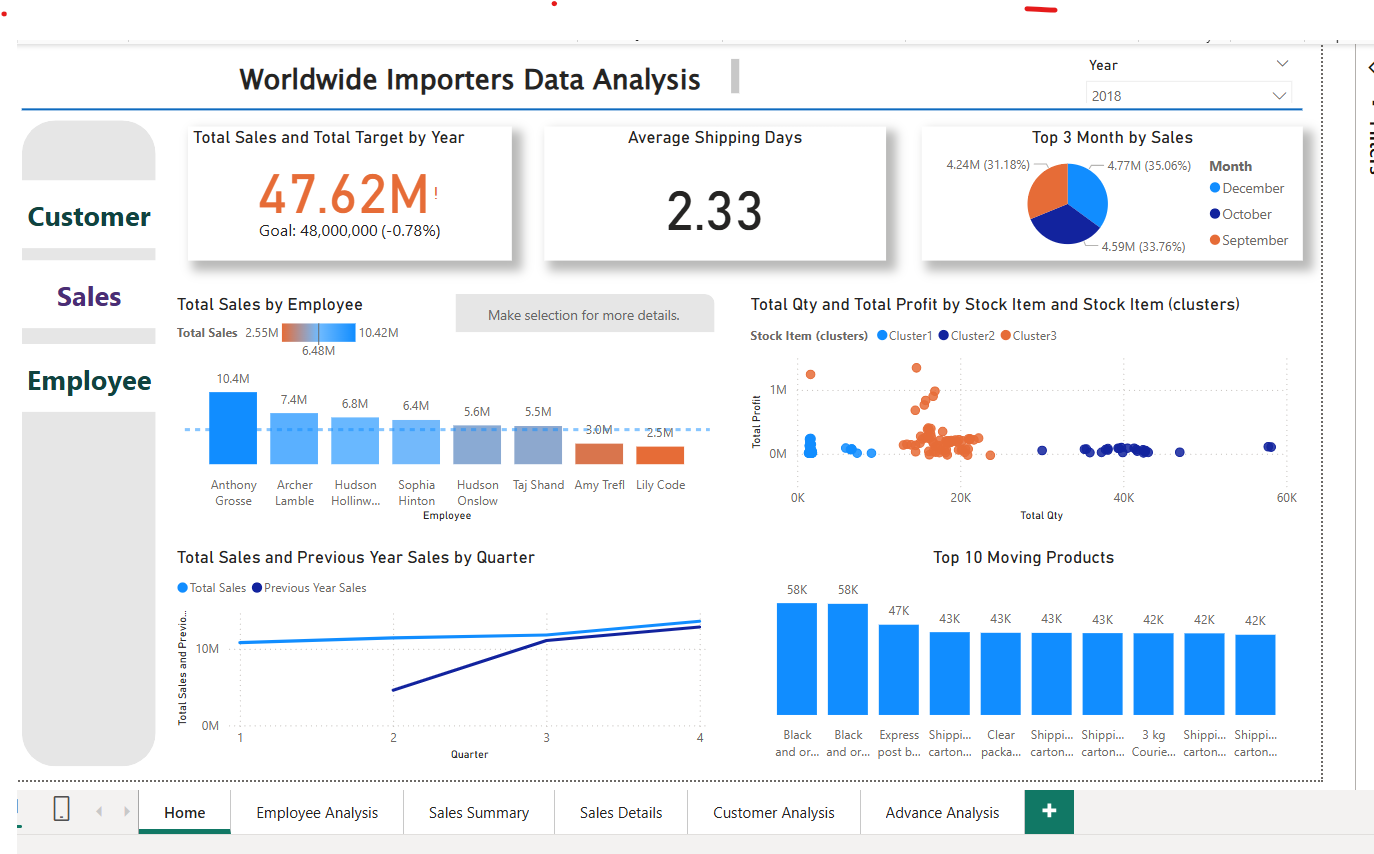 Worldwide Importers Data Analysis
Year
2018
Customer
Sales
Employee
Total Sales and Total Target by Year
47.62M!
Goal: 48,000,000 (-0.78%)
Average Shipping Days
2.33
Top 3 Month by Sales
4.24M (31.18%)
4.77M (35.06%)
4.59M (33.76%)
Month
December
October
September
Total Sales by Employee
Total Sales 2.55M 10.42M
6.48M
Make selection for more details.
10.4M
7.4M
6.8M
6.4M
5.6M
5.5M
3.0M
2.5M
Anthony
Grosse
Archer
Lamble
Hudson
Hollinw...
Sophia
Hinton
Hudson
Onslow
Taj Shand
Amy Trefl
Lily Code
Employee
Total Qty and Total Profit by Stock Item and Stock Item (clusters)
Stock Item (clusters) Cluster1 Cluster2 Cluster3
Total Profit
1M
0M
0K 20K 40K 60K
Total Qty
Total Sales and Previous Year Sales by Quarter
Total Sales Previous Year Sales
Total Sales and Previo...
10M
0M
1 2 3 4
Quarter
Top 10 Moving Products
58K
58K
47K
43K
43K
43K
43K
42K
42K
42K
Black
and or...
Black
and or...
Express
post b...
Shippi...
carton...
Clear
packa...
Shippi...
carton...
Shippi...
carton...
3 kg
Courie...
Shippi...
carton...
Shippi...
carton...
Home
Employee Analysis
Sales Summary
Sales Details
Customer Analysis
Advance Analysis
+